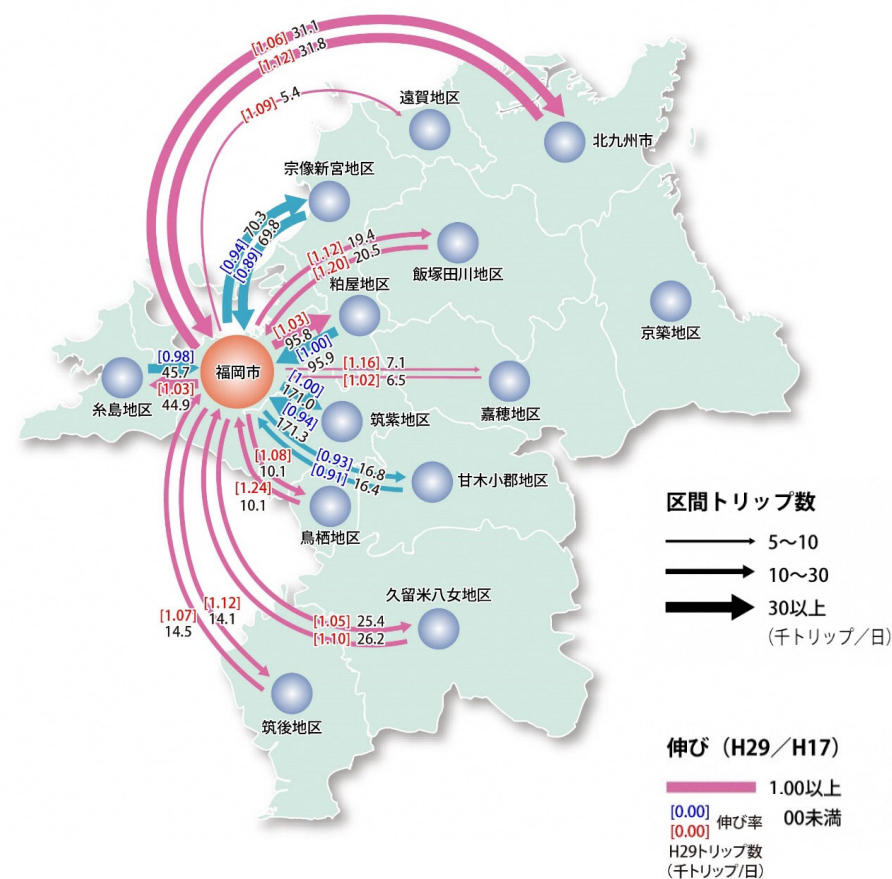 [1.06] 31.1
[1.12] 31.8
[1.09] 5.4
遠賀地区
北九州市
宗像新宮地区
[0.94] 70.3
[0.89] 69.8
[1.12] 19.4
[1.20] 20.5
飯塚田川地区
粕屋地区
[1.03]
95.8
[1.00]
95.9
京築地区
[0.98]
45.7
[1.03]
44.9
糸島地区
福岡市
[1.16] 7.1
[1.02] 6.5
嘉穂地区
[1.00]
171.0
[0.94]
171.3
筑紫地区
[0.93] 16.8
[0.91] 16.4
甘木小郡地区
[1.08]
10.1
[1.24]
10.1
鳥栖地区
久留米八女地区
[1.05] 25.4
[1.10] 26.2
[1.07]
14.5
[1.12]
14.1
筑後地区
区間トリップ数
5～10
10～30
30以上
(千トリップ／日)
伸び（H29／H17）
1.00以上
[0.00]
[0.00]
伸び率
00未満
H29トリップ数
(千トリップ/日)